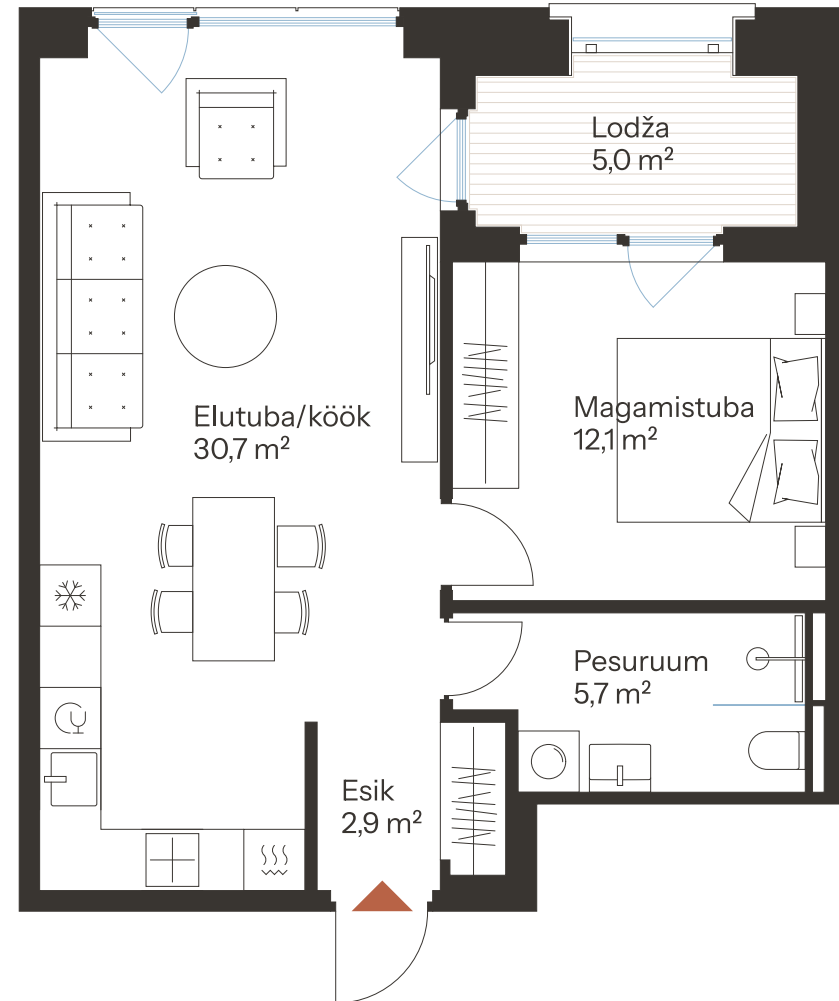 Lodža
5,0 m²
Elutuba/köök
30,7 m²
Magamistuba
12,1 m²
Pesuruum
5,7 m²
Esik
2,9 m²